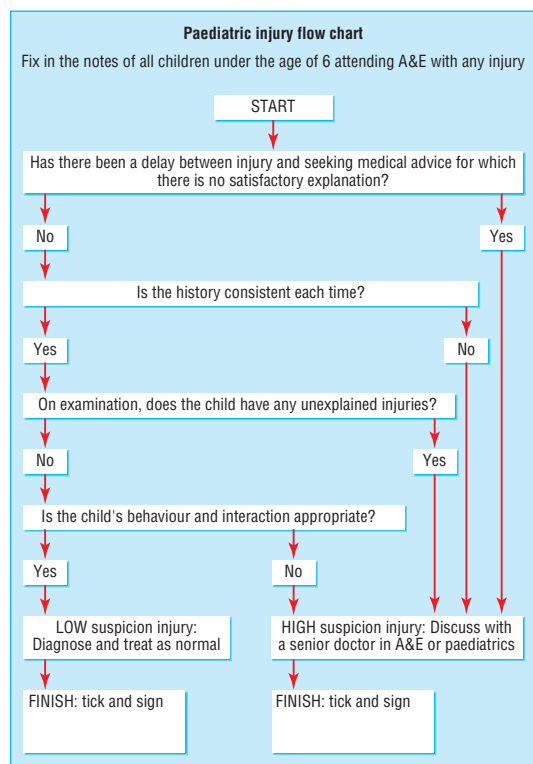 Paediatric injury flow chart
Fix in the notes of all children under the age of 6 attending A&E with any injury
START
Has there been a delay between injury and seeking medical advice for which
there is no satisfactory explanation?
No
Yes
Is the history consistent each time?
Yes
No
On examination, does the child have any unexplained injuries?
No
Yes
Is the child's behaviour and interaction appropriate?
Yes
No
LOW suspicion injury:
Diagnose and treat as normal
HIGH suspicion injury: Discuss with
a senior doctor in A&E or paediatrics
FINISH: tick and sign
FINISH: tick and sign